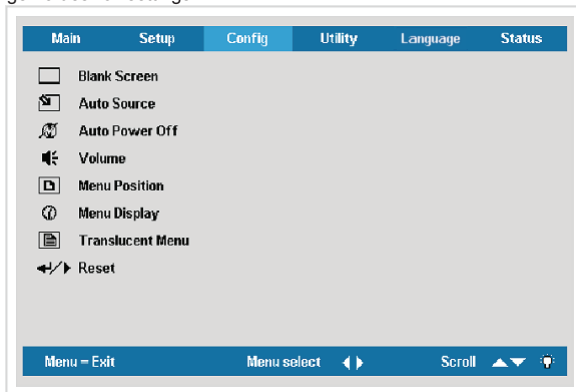 Main Setup Config Utility Language Status
Blank Screen
Auto Source
Auto Power Off
Volume
Menu Position
Menu Display
Translucent Menu
Reset
Menu = Exit Menu select Scroll